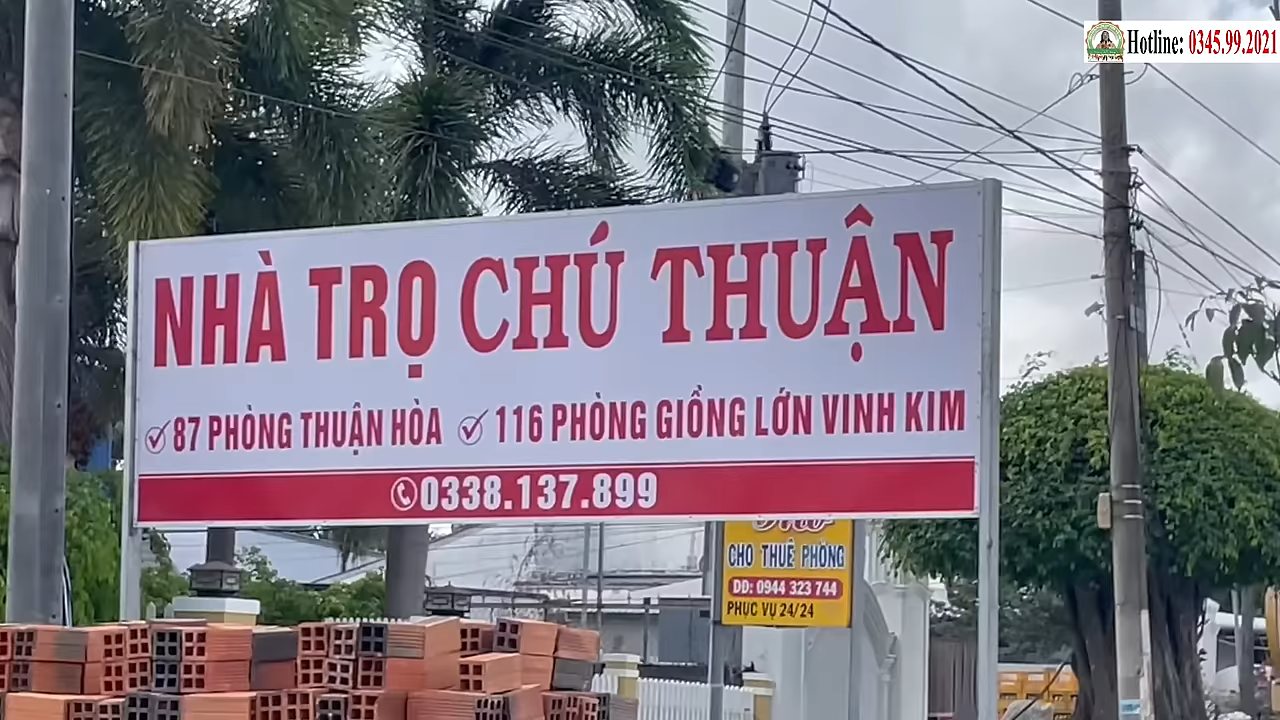 Hotline: 0345.99.2021
NHÀ TRỌ CHÚ THUẬN
87 PHÒNG THUẬN HÒA 116 PHÒNG GIỒNG LỚN VINH KIM
0338.137.899
CHO THUÊ PHÒNG
DĐ: 0944 323 744
PHỤC VỤ 24/24